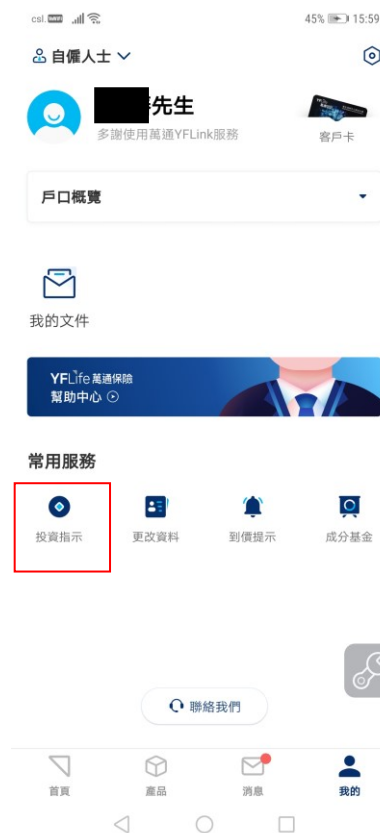 csl. 45% 15:59
自僱人士
先生
多謝使用萬通YFLink服務
客戶卡
戶口概覽
我的文件
YFLife 萬通保險
幫助中心
常用服務
投資指示 更改資料 到價提示 成分基金
聯絡我們
首頁 產品 消息 我的